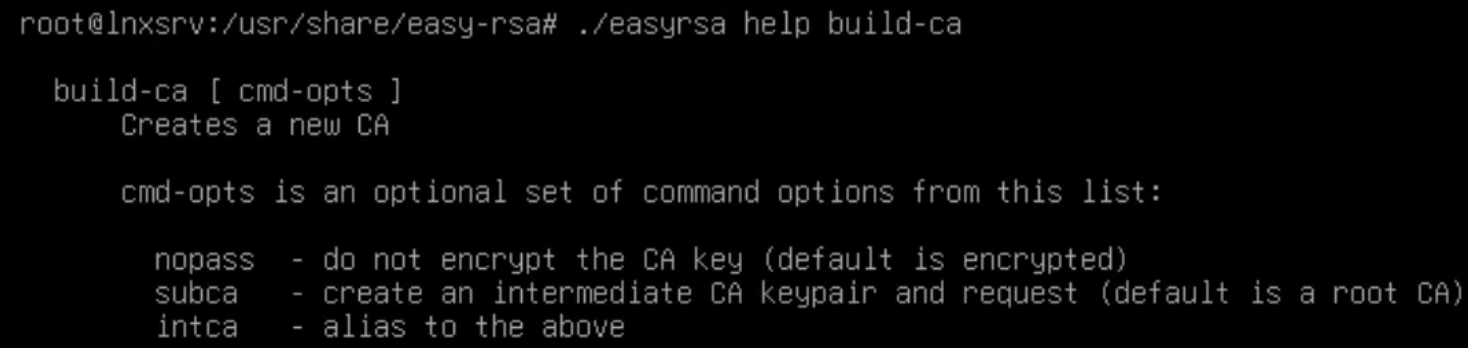 root@lnxsrv:/usr/share/easy-rsa# ./easyrsa help build-ca
build-ca [ cmd-opts ]
Creates a new CA
cmd-opts is an optional set of command options from this list:
nopass - do not encrypt the CA key (default is encrypted)
subca - create an intermediate CA keypair and request (default is a root CA)
intca - alias to the above